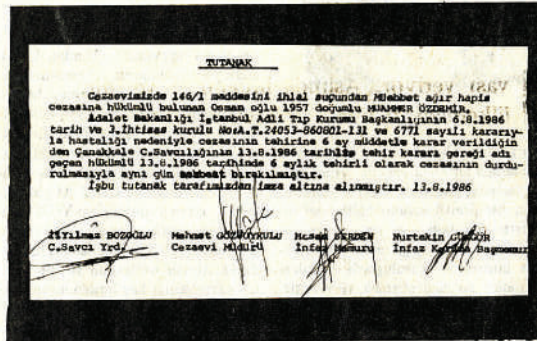 TUTANAK
Cezaevimizde 146/1 maddesini ihlal suçundan Müebbet ağır hapis
cezasına hükümlü bulunan Osman oğlu 1957 doğumlu MUAMMER ÖZDEMİR.
Adalet Bakanlığı İstanbul Adli Tıp Kurumu Başkanlığının 6.8.1986
tarih ve 3.İhtisas kurulu No:A.T.24053-860801-131 ve 6771 sayılı kararıy-
la hastalığı nedeniyle cezasının tehirine 6 ay müddetle karar verildiğin
den Çanakkale C.Savcılığının 13.8.1986 tarihli tehir kararı gereği adı
geçen hükümlü 13.8.1986 tarihinde 6 aylık tehirli olarak cezasının durdu-
rulmasıyla aynı gün serbest bırakılmıştır.
İşbu tutanak tarafımızdan imza altına alınmıştır. 13.8.1986
Yılmaz BOZOĞLU Mehmet Hasan Nurtekin
C.Savcı Yrd. Cezaevi Müdürü İnfaz Memuru İnfaz